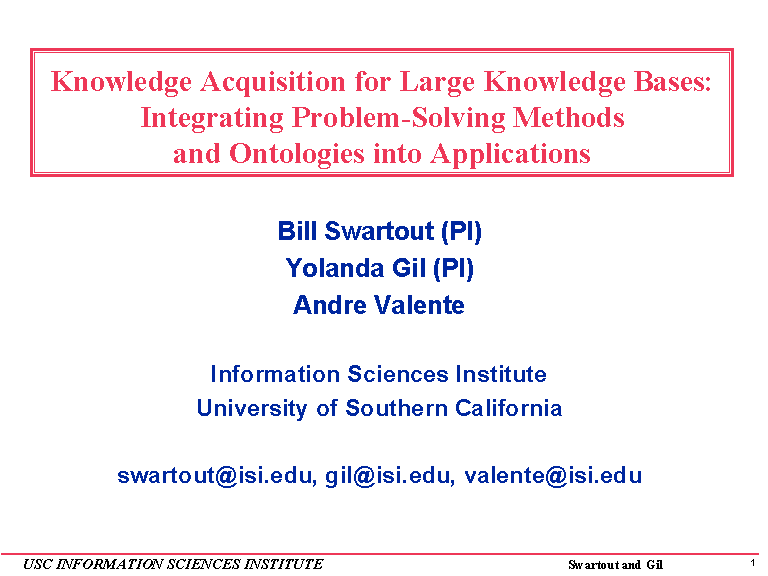 Knowledge Acquisition for Large Knowledge Bases:
Integrating Problem-Solving Methods
and Ontologies into Applications
Bill Swartout (PI)
Yolanda Gil (PI)
Andre Valente
Information Sciences Institute
University of Southern California
swartout@isi.edu, gil@isi.edu, valente@isi.edu
USC INFORMATION SCIENCES INSTITUTE
Swartout and Gil
1